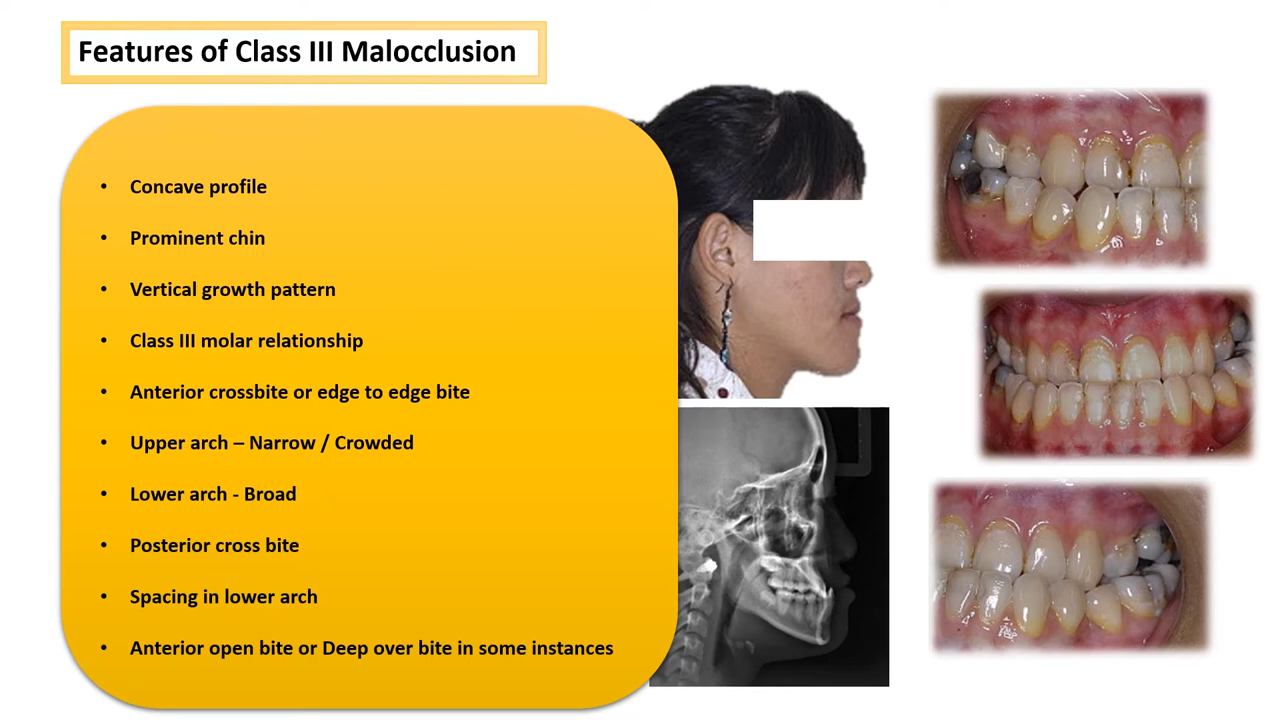 Features of Class III Malocclusion
• Concave profile
• Prominent chin
• Vertical growth pattern
• Class III molar relationship
• Anterior crossbite or edge to edge bite
• Upper arch – Narrow / Crowded
• Lower arch - Broad
• Posterior cross bite
• Spacing in lower arch
• Anterior open bite or Deep over bite in some instances